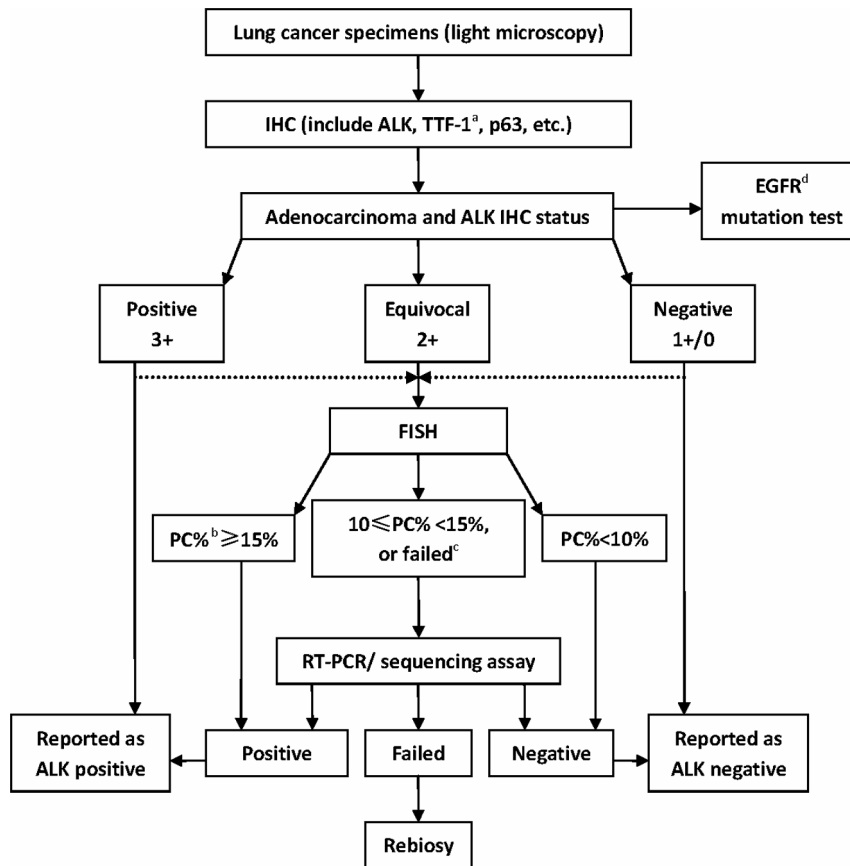 Lung cancer specimens (light microscopy)
IHC (include ALK, TTF-1ᵃ, p63, etc.)
EGFRᵈ
mutation test
Adenocarcinoma and ALK IHC status
Positive
3+
Equivocal
2+
Negative
1+/0
FISH
PC%ᵇ≥15%
10≤PC% <15%,
or failedᶜ
PC%<10%
RT-PCR/ sequencing assay
Reported as
ALK positive
Positive
Failed
Negative
Reported as
ALK negative
Rebiosy